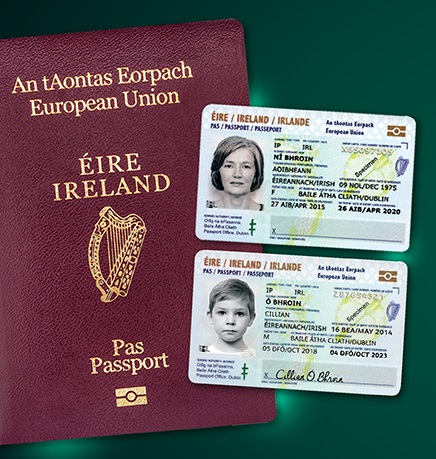 An tAontas Eorpach
European Union
ÉIRE
IRELAND
Pas
Passport
ÉIRE / IRELAND / IRLANDE
PAS / PASSPORT / PASSEPORT
An tAontas Eorpach
European Union
IP IRL
NÍ BHROIN
AOIBHEANN
ÉIREANNACH/IRISH 09 NOL/DEC 1975
F BAILE ÁTHA CLIATH/DUBLIN
27 AIB/APR 2015 26 AIB/APR 2020
Specimen
Oifig na bPasanna,
Baile Átha Cliath
Passport Office, Dublin
ÉIRE / IRELAND / IRLANDE
PAS / PASSPORT / PASSEPORT
An tAontas Eorpach
European Union
IP IRL
Ó BHROIN
CILLIAN
ÉIREANNACH/IRISH 16 BEA/MAY 2014
M BAILE ÁTHA CLIATH/DUBLIN
05 DFÓ/OCT 2018 04 DFÓ/OCT 2023
Specimen
Oifig na bPasanna,
Baile Átha Cliath
Passport Office, Dublin
X Cillian Ó Bhroin